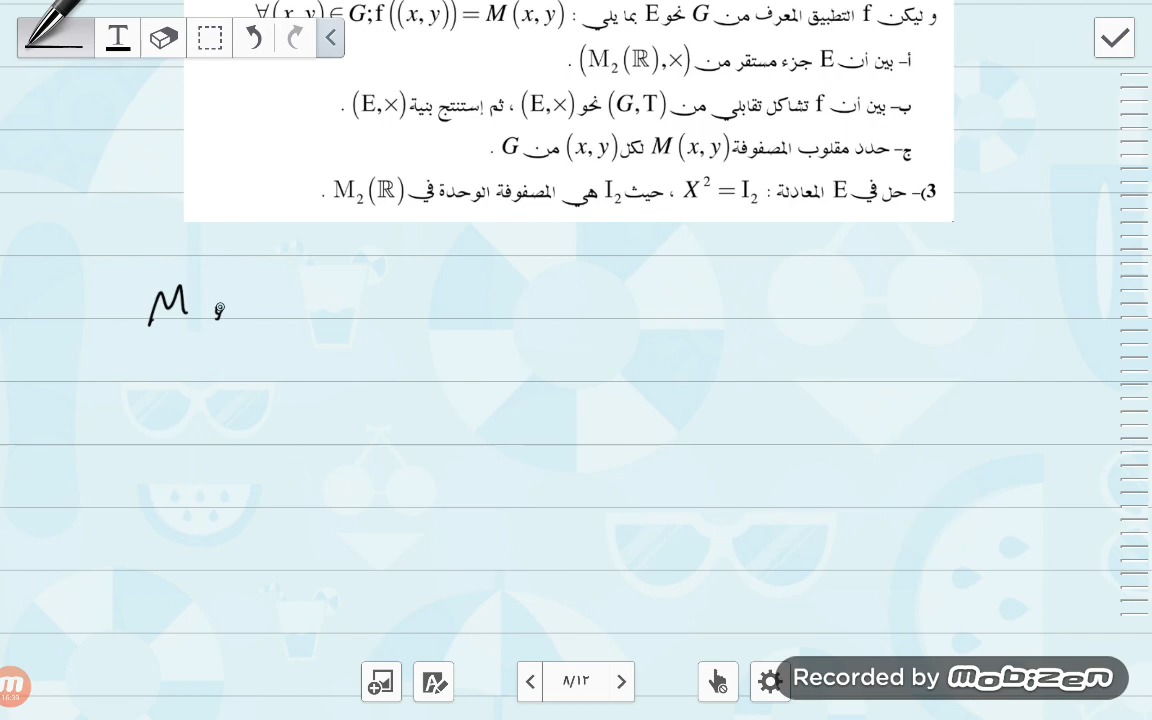 و ليكن f التطبيق المعرف من G نحو E بما يلي : ∀(x, y) ∈ G; f((x, y)) = M(x, y)
أ- بين أن E جزء مستقر من (M₂(ℝ),×) .
ب- بين أن f تشاكل تقابلي من (G,T) نحو (E,×) ، ثم إستنتج بنية (E,×) .
ج- حدد مقلوب المصفوفة M(x, y) لكل (x, y) من G .
3)- حل في E المعادلة : X² = I₂ ، حيث I₂ هي المصفوفة الوحدة في M₂(ℝ) .
M
٨/١٢
Recorded by mobizen
16:39